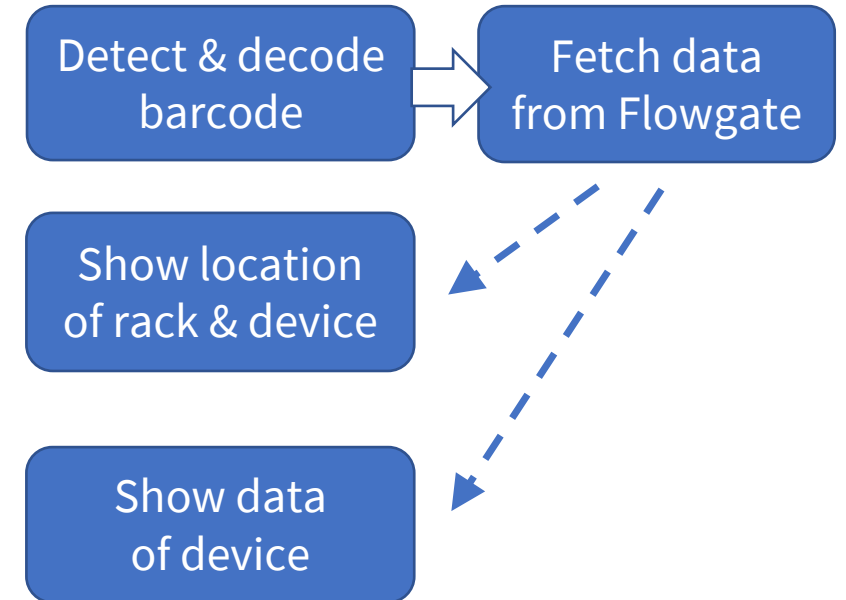 Detect & decode
barcode
Fetch data
from Flowgate
Show location
of rack & device
Show data
of device